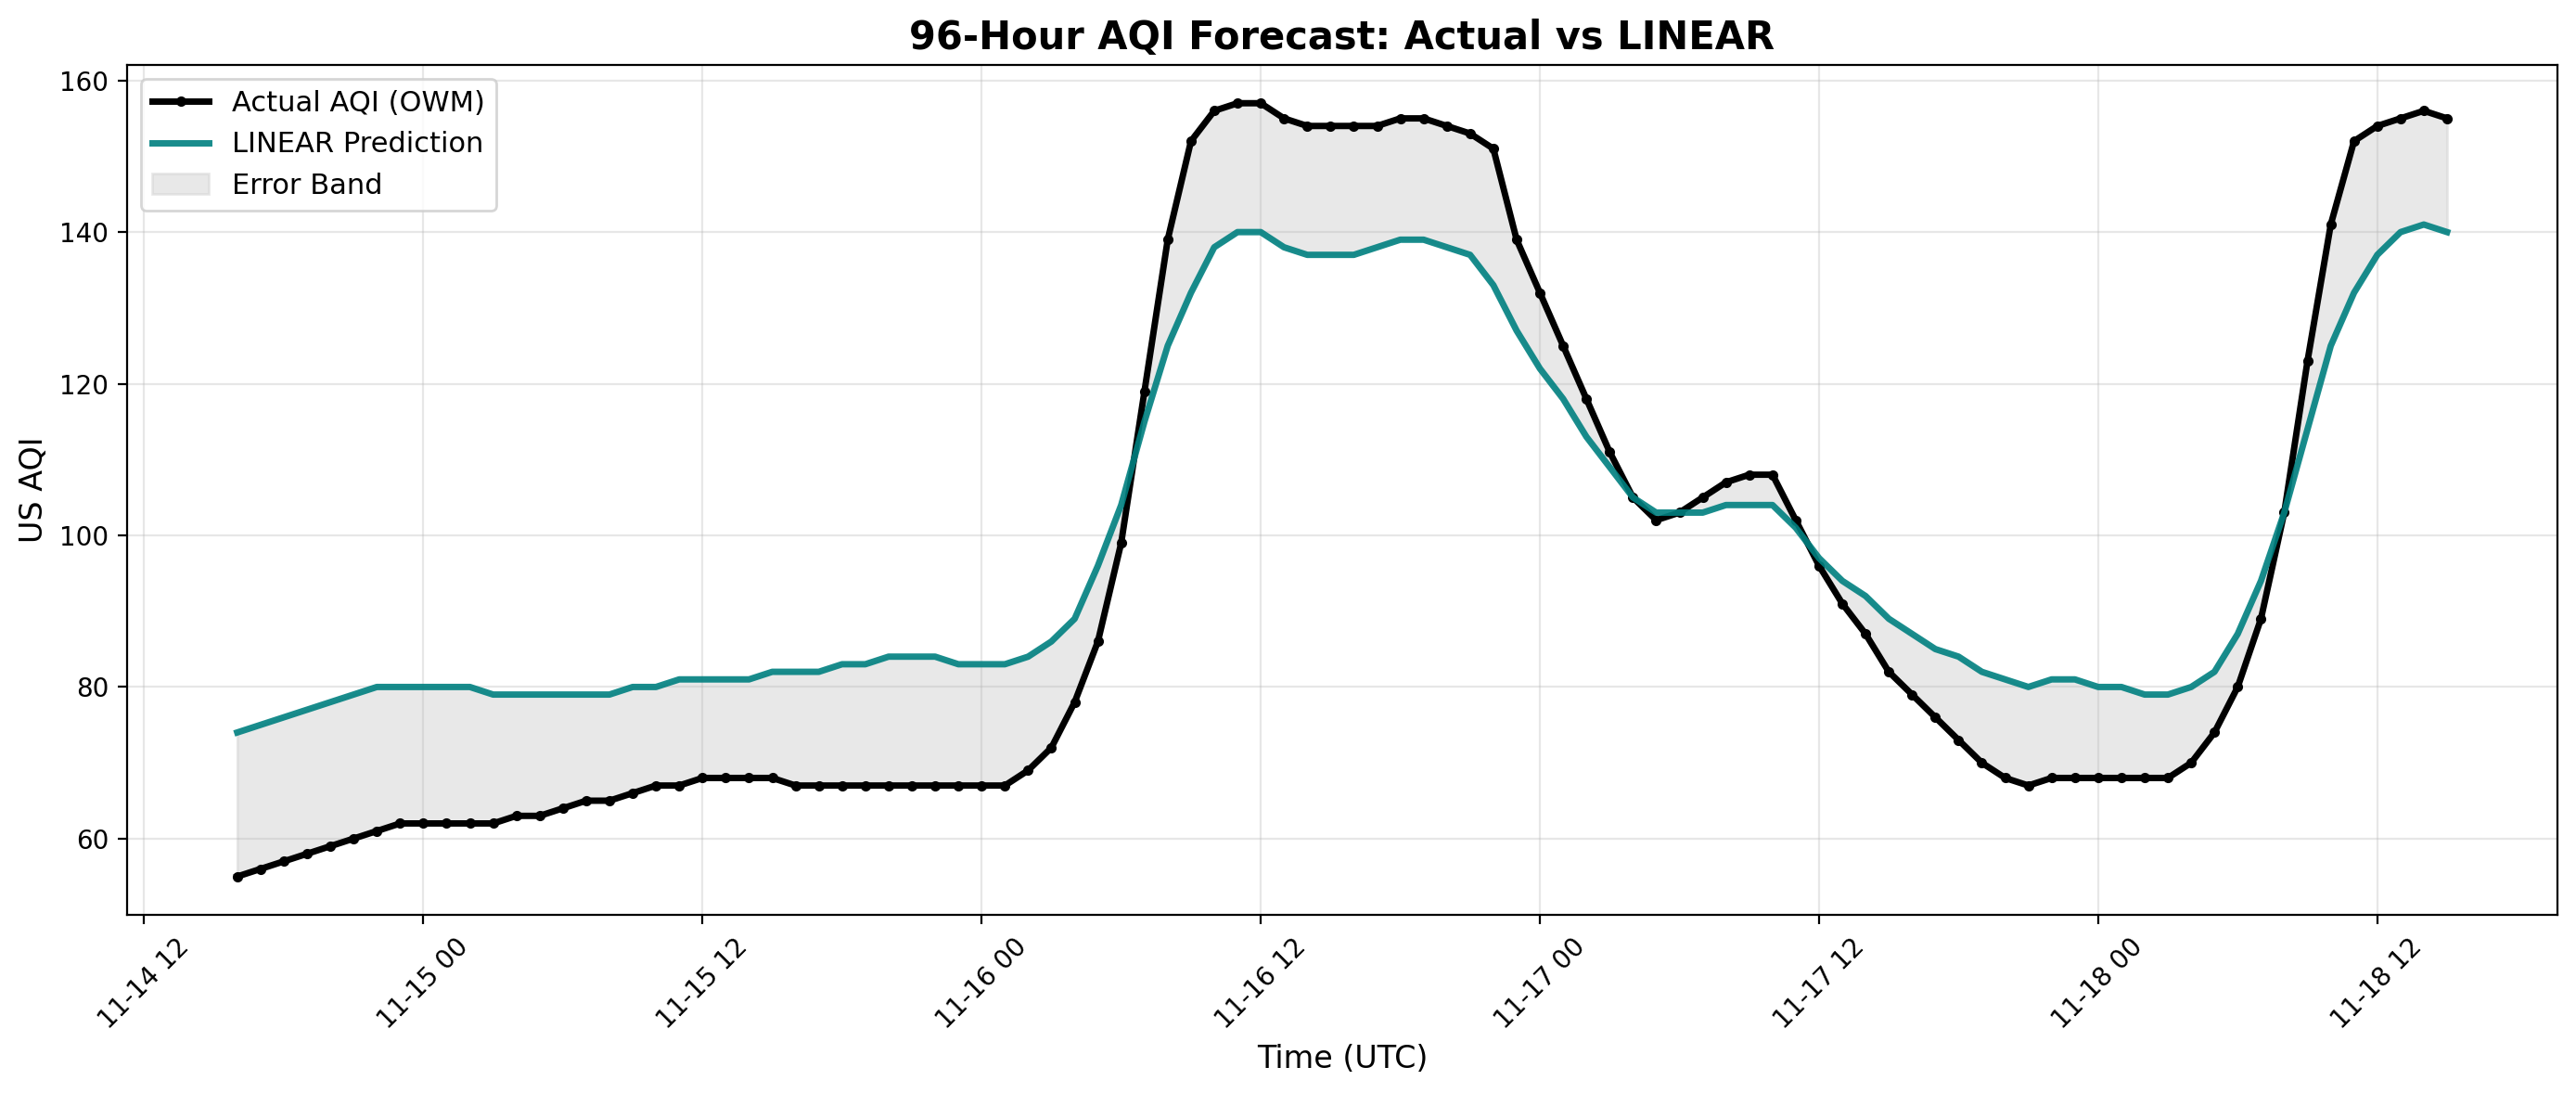 96-Hour AQI Forecast: Actual vs LINEAR
Actual AQI (OWM)
LINEAR Prediction
Error Band
US AQI
160
140
120
100
80
60
11-14 12
11-15 00
11-15 12
11-16 00
11-16 12
11-17 00
11-17 12
11-18 00
11-18 12
Time (UTC)